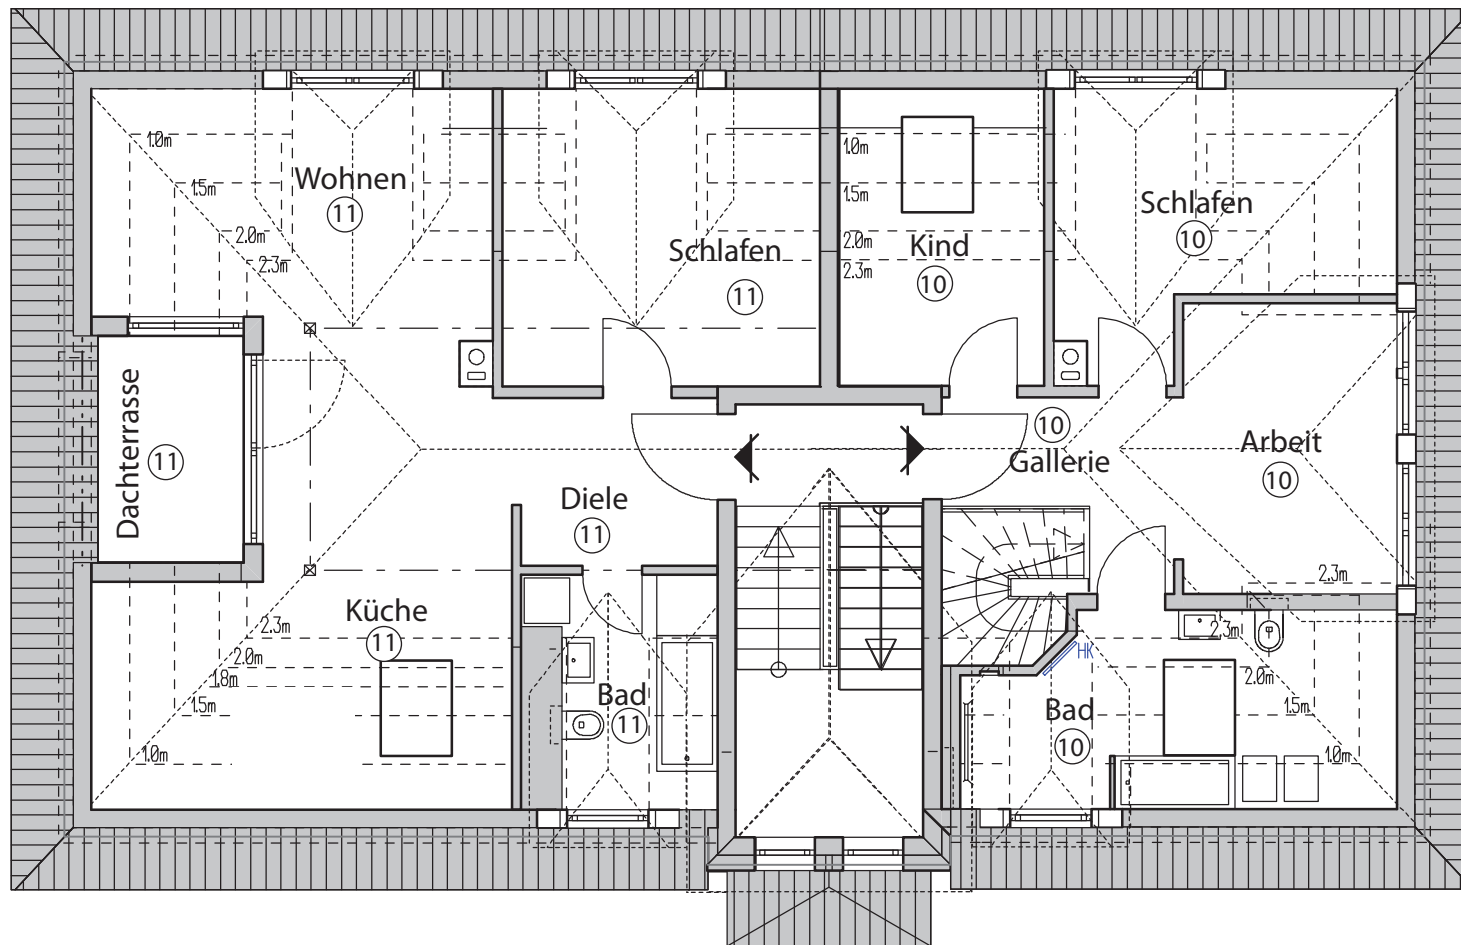 1.0m
1.5m
2.0m
2.3m
Wohnen
11
Schlafen
11
1.0m
1.5m
2.0m
2.3m
Kind
10
Schlafen
10
Dachterrasse
11
Diele
11
10
Gallerie
Arbeit
10
Küche
11
2.3m
2.0m
1.8m
1.5m
1.0m
Bad
11
HK
Bad
10
2.3m
2.3m
2.0m
1.5m
1.0m